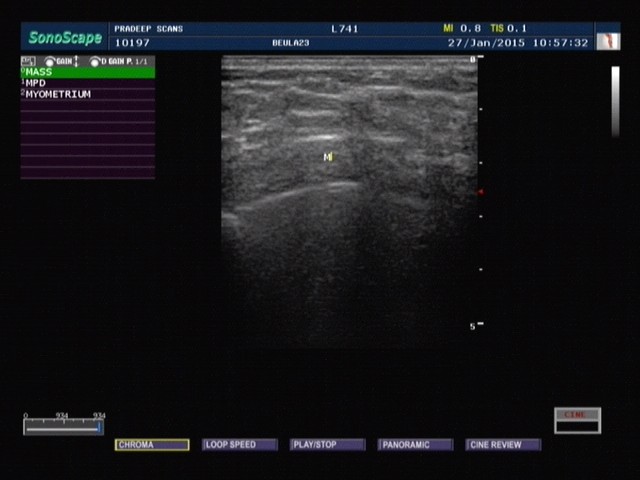 SonoScape
PRADEEP SCANS
L741
MI 0.8 TIS 0.1
10197
BEULA23
27/Jan/2015 10:57:32
GAIN
D GAIN P. 1/1
MASS
MPD
MYOMETRIUM
0
M
5
0 934 934
CINE
CHROMA
LOOP SPEED
PLAY/STOP
PANORAMIC
CINE REVIEW